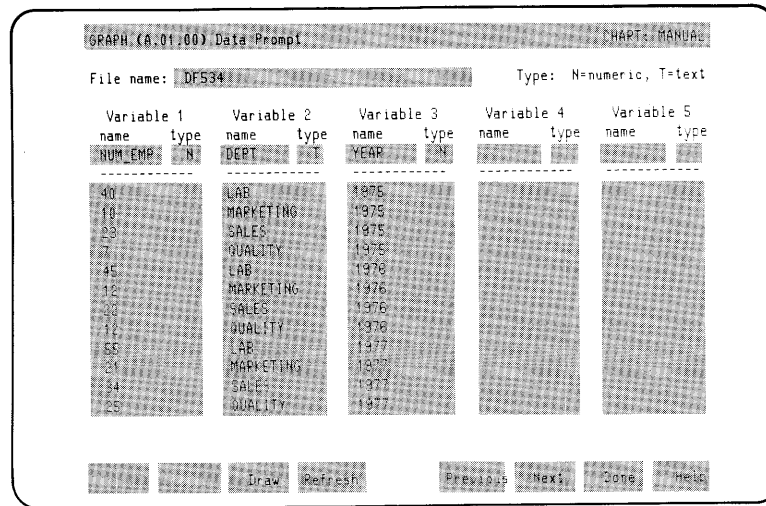 GRAPH (A.01.00) Data Prompt CHART: MANUAL
File name: DF534 Type: N=numeric, T=text
Variable 1 Variable 2 Variable 3 Variable 4 Variable 5
name type name type name type name type name type
NUM_EMP N DEPT T YEAR N
40 LAB 1975
10 MARKETING 1975
23 SALES 1975
7 QUALITY 1975
45 LAB 1976
12 MARKETING 1976
22 SALES 1976
12 QUALITY 1976
55 LAB 1977
21 MARKETING 1977
34 SALES 1977
25 QUALITY 1977
Draw Refresh Previous Next Done Help